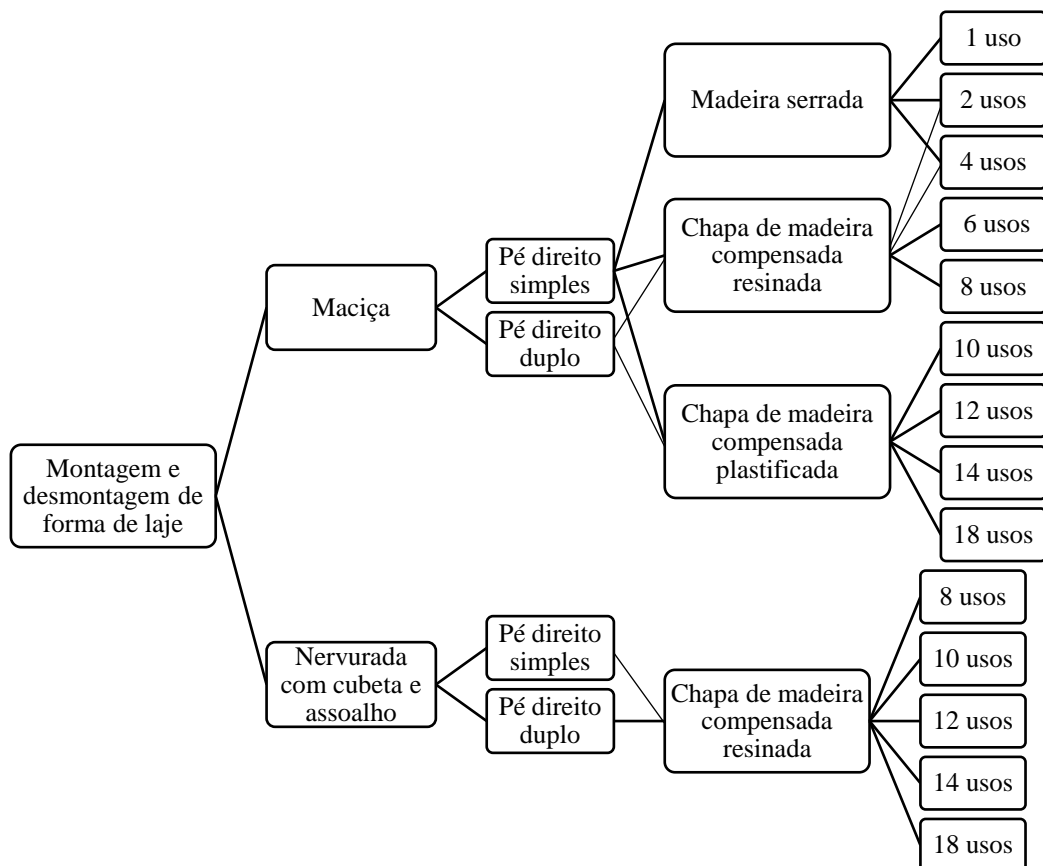 Montagem e
desmontagem de
forma de laje
Maciça
Pé direito
simples
Pé direito
duplo
Madeira serrada
1 uso
2 usos
4 usos
Chapa de madeira
compensada
resinada
6 usos
8 usos
Chapa de madeira
compensada
plastificada
10 usos
12 usos
14 usos
18 usos
Nervurada
com cubeta e
assoalho
Pé direito
simples
Pé direito
duplo
Chapa de madeira
compensada
resinada
8 usos
10 usos
12 usos
14 usos
18 usos